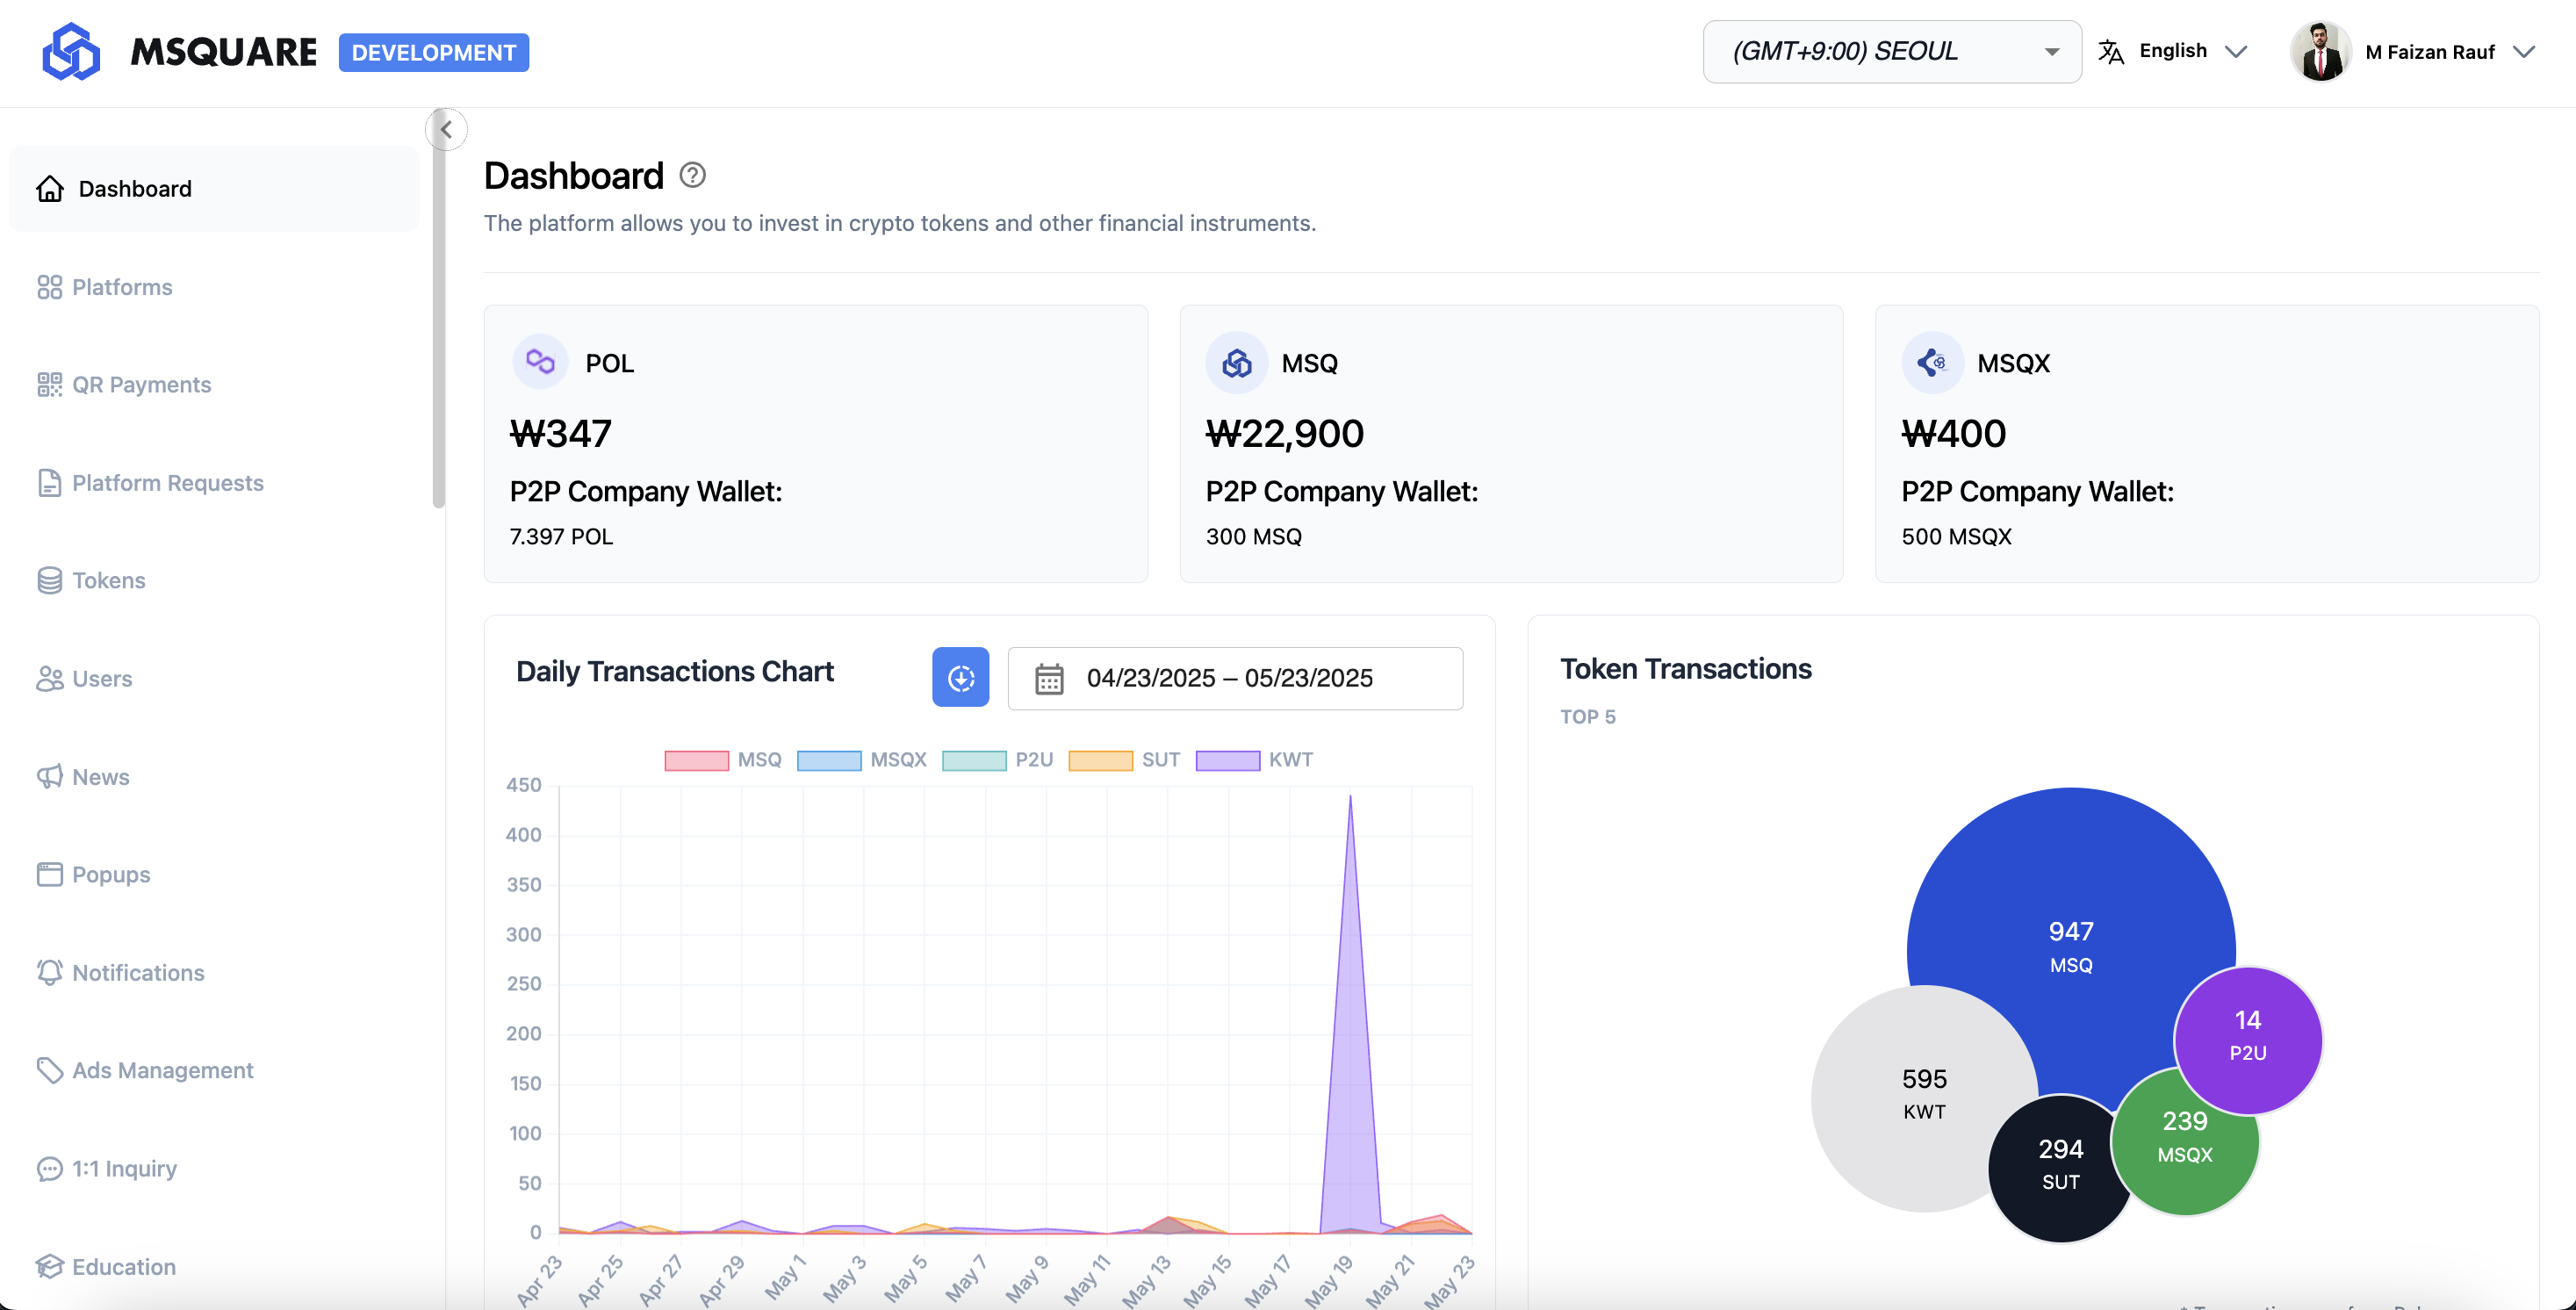 MSQUARE DEVELOPMENT
(GMT+9:00) SEOUL
English
M Faizan Rauf
Dashboard
Platforms
QR Payments
Platform Requests
Tokens
Users
News
Popups
Notifications
Ads Management
1:1 Inquiry
Education
Dashboard
The platform allows you to invest in crypto tokens and other financial instruments.
POL
₩347
P2P Company Wallet:
7.397 POL
MSQ
₩22,900
P2P Company Wallet:
300 MSQ
MSQX
₩400
P2P Company Wallet:
500 MSQX
Daily Transactions Chart
04/23/2025 – 05/23/2025
MSQ MSQX P2U SUT KWT
450
400
350
300
250
200
150
100
50
0
Apr 23 Apr 25 Apr 27 Apr 29 May 1 May 3 May 5 May 7 May 9 May 11 May 13 May 15 May 17 May 19 May 21 May 23
Token Transactions
TOP 5
947
MSQ
14
P2U
595
KWT
239
MSQX
294
SUT